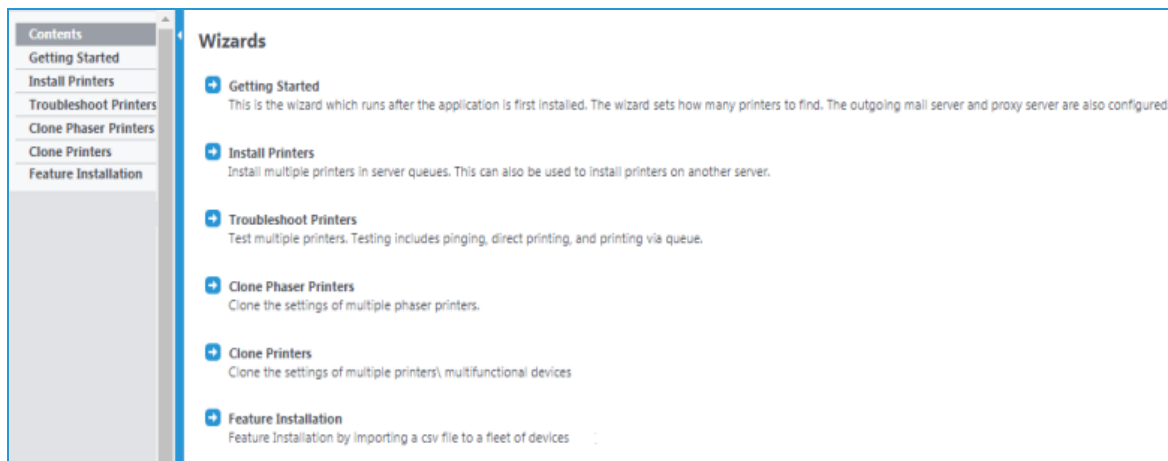 Contents
Getting Started
Install Printers
Troubleshoot Printers
Clone Phaser Printers
Clone Printers
Feature Installation
Wizards
Getting Started
This is the wizard which runs after the application is first installed. The wizard sets how many printers to find. The outgoing mail server and proxy server are also configured
Install Printers
Install multiple printers in server queues. This can also be used to install printers on another server.
Troubleshoot Printers
Test multiple printers. Testing includes pinging, direct printing, and printing via queue.
Clone Phaser Printers
Clone the settings of multiple phaser printers.
Clone Printers
Clone the settings of multiple printers\ multifunctional devices
Feature Installation
Feature Installation by importing a csv file to a fleet of devices